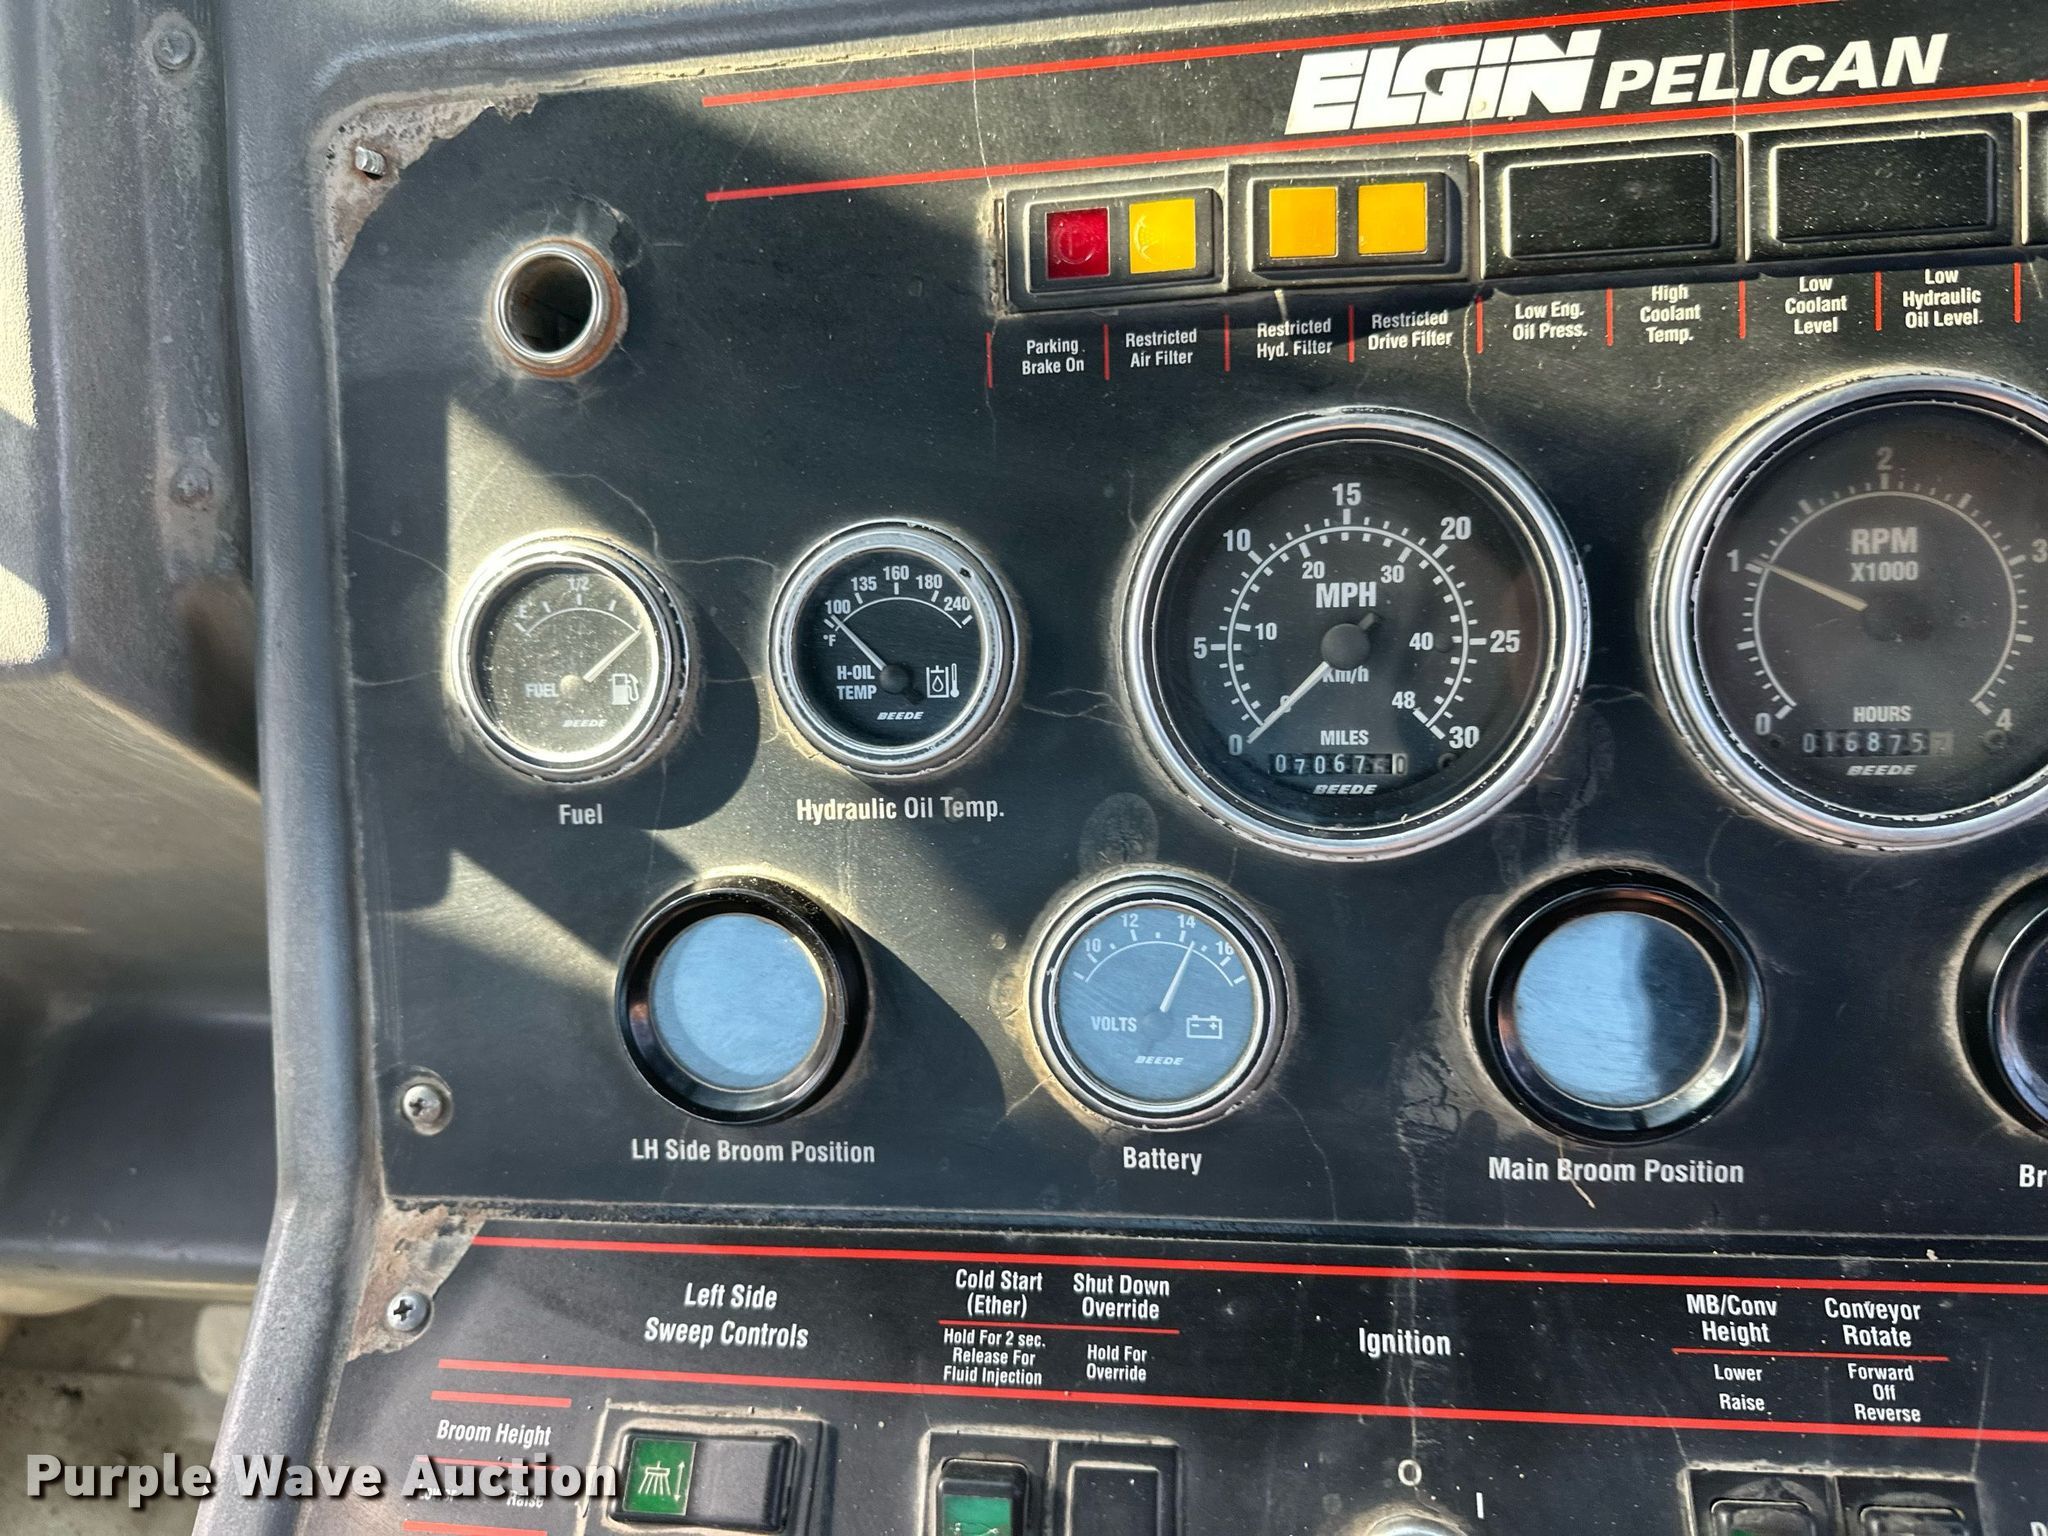 ELGIN PELICAN
Parking
Brake On
Restricted
Air Filter
Restricted
Hyd. Filter
Restricted
Drive Filter
Low Eng.
Oil Press.
High
Coolant
Temp.
Low
Coolant
Level
Low
Hydraulic
Oil Level
E 1/2
FUEL
BEEDE
Fuel
100 135 160 180 240
°F
H-OIL
TEMP
BEEDE
Hydraulic Oil Temp.
0 5 10 15 20 25 30
0 10 20 30 40 48
MPH
Km/h
MILES
BEEDE
0 1 2 3 4
RPM
X1000
HOURS
016875
BEEDE
LH Side Broom Position
10 12 14 16
VOLTS
BEEDE
Battery
Main Broom Position
Br
Left Side
Sweep Controls
Cold Start
(Ether)
Hold For 2 sec.
Release For
Fluid Injection
Shut Down
Override
Hold For
Override
Ignition
MB/Conv
Height
Lower
Raise
Conveyor
Rotate
Forward
Off
Reverse
Broom Height
Lower Raise
O
I
Purple Wave Auction